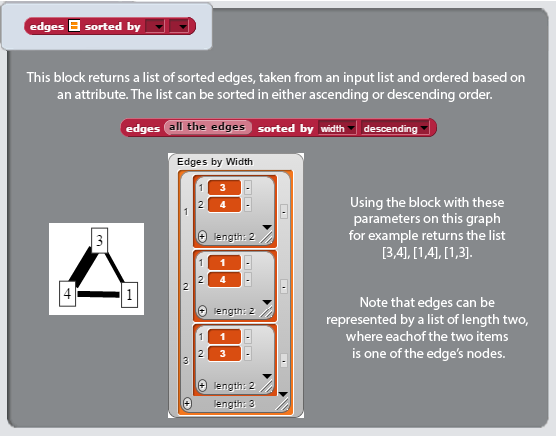 edges sorted by
This block returns a list of sorted edges, taken from an input list and ordered based on
an attribute. The list can be sorted in either ascending or descending order.
edges all the edges sorted by width descending
Edges by Width
1
1 3 -
2 4 -
length: 2
-
2
1 1 -
2 4 -
length: 2
-
3
1 1 -
2 3 -
length: 2
-
length: 3
3
4
1
Using the block with these
parameters on this graph
for example returns the list
[3,4], [1,4], [1,3].
Note that edges can be
represented by a list of length two,
where eachof the two items
is one of the edge's nodes.